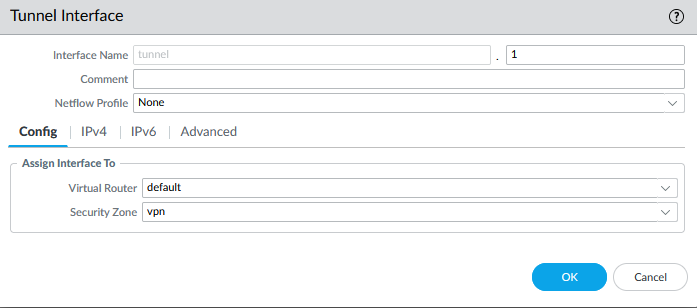 Tunnel Interface
Interface Name tunnel . 1
Comment
Netflow Profile None
Config IPv4 IPv6 Advanced
Assign Interface To
Virtual Router default
Security Zone vpn
OK Cancel